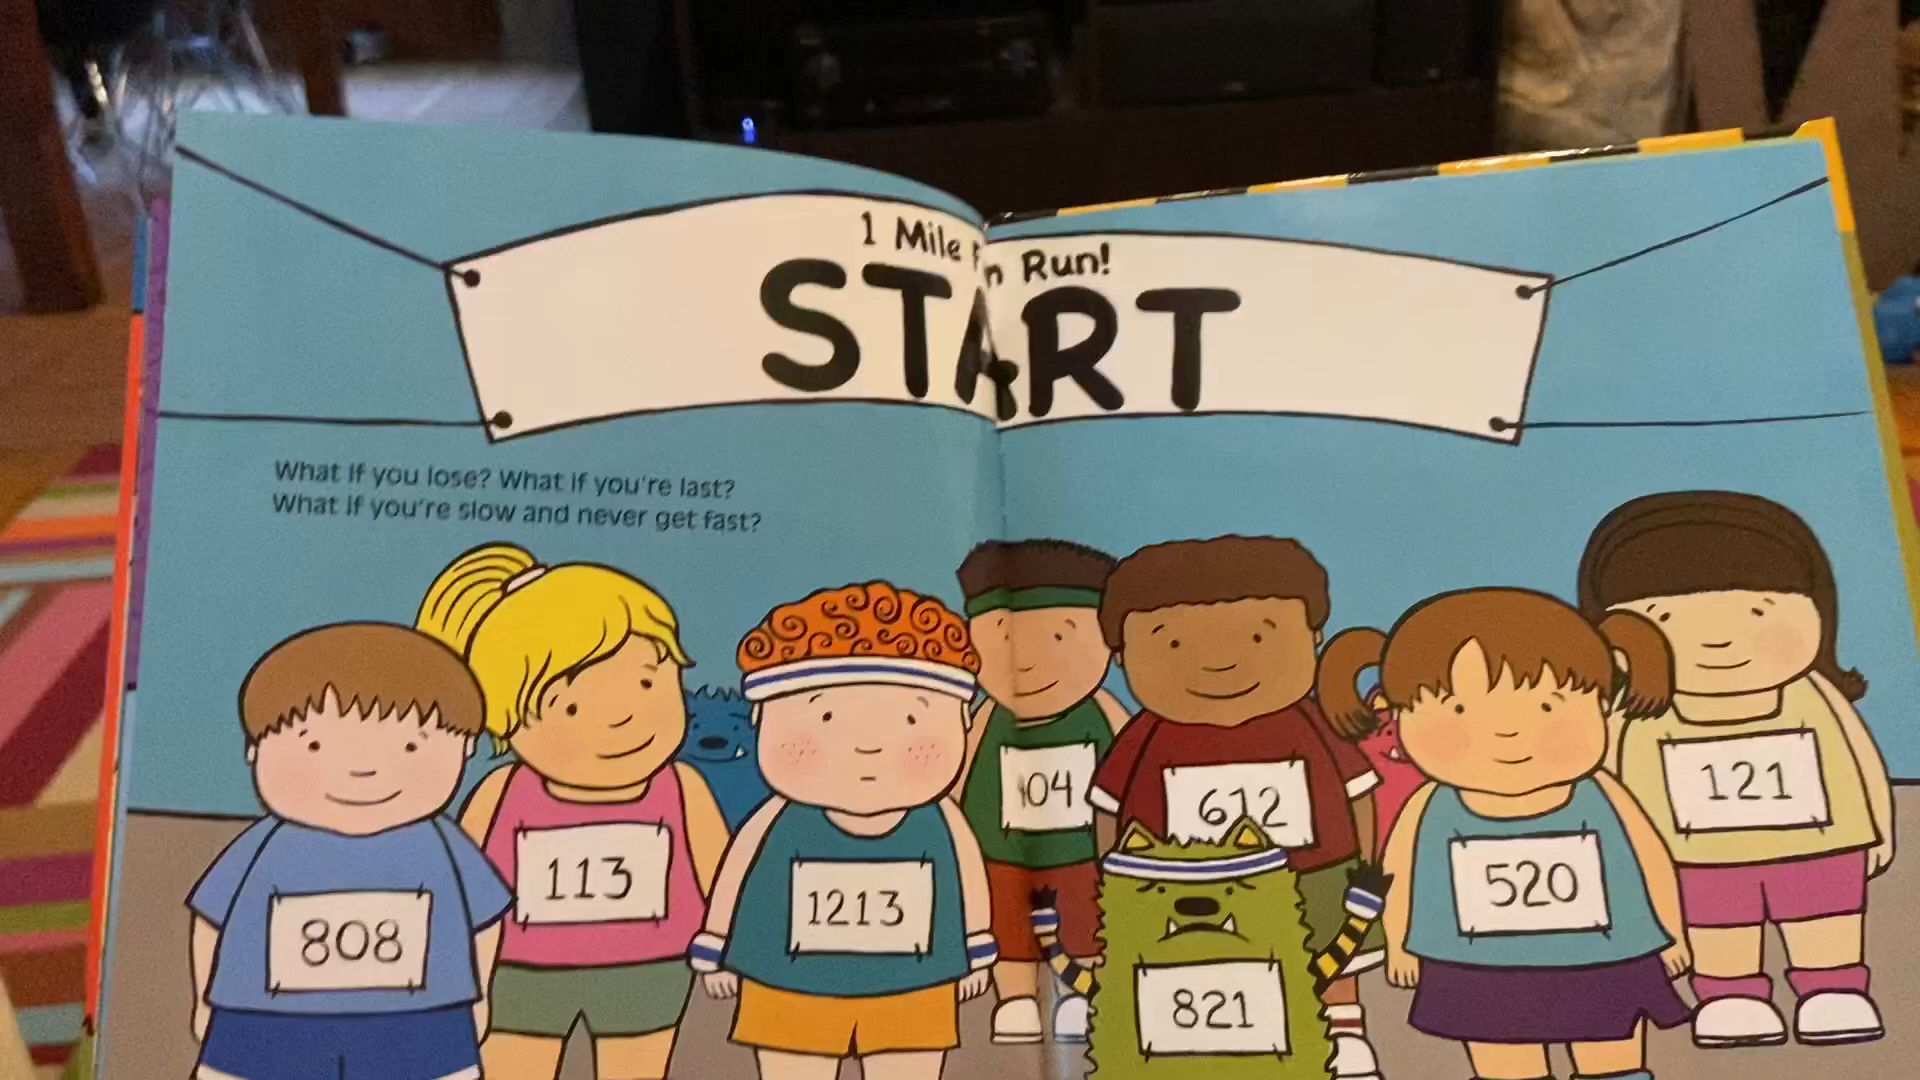 1 Mile Fun Run!
START
What if you lose? What if you're last?
What if you're slow and never get fast?
808
113
1213
104
612
821
520
121